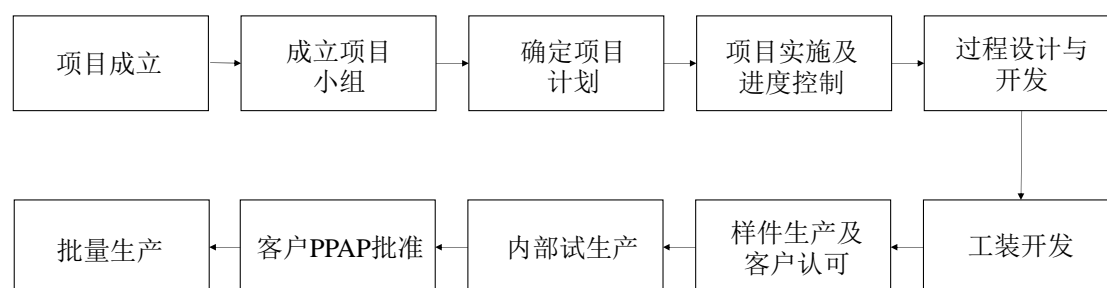 项目成立
成立项目
小组
确定项目
计划
项目实施及
进度控制
过程设计与
开发
工装开发
样件生产及
客户认可
内部试生产
客户PPAP批准
批量生产